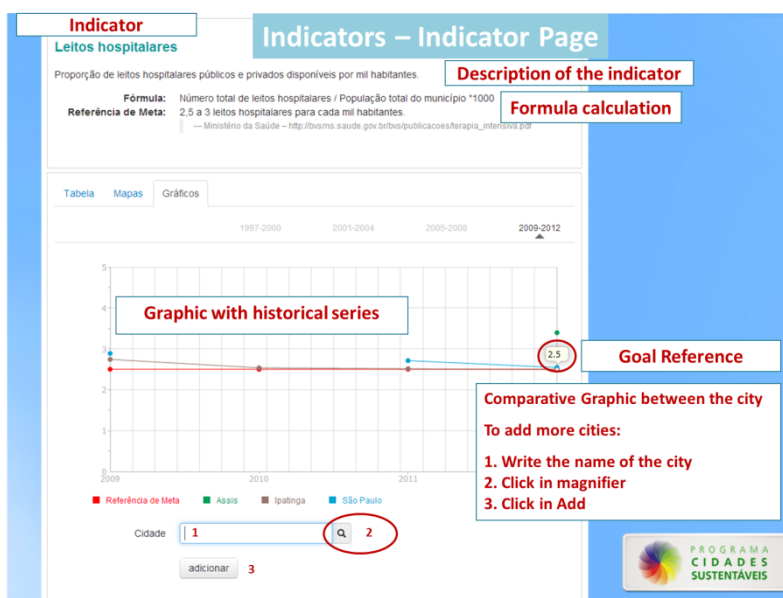 Indicator
Indicators – Indicator Page
Leitos hospitalares
Proporção de leitos hospitalares públicos e privados disponíveis por mil habitantes.
Description of the indicator
Fórmula: Número total de leitos hospitalares / População total do município *1000
Formula calculation
Referência de Meta: 2,5 a 3 leitos hospitalares para cada mil habitantes.
— Ministério da Saúde – http://bvsms.saude.gov.br/bvs/publicacoes/terapia_intensiva.pdf
Tabela Mapas Gráficos
1997-2000 2001-2004 2005-2008 2009-2012
5
4
Graphic with historical series
3
2.5
Goal Reference
2
1
0
2009 2010 2011
Comparative Graphic between the city
To add more cities:
1. Write the name of the city
2. Click in magnifier
3. Click in Add
Referência de Meta Assis Ipatinga São Paulo
Cidade 1 2
adicionar 3
PROGRAMA
CIDADES
SUSTENTÁVEIS